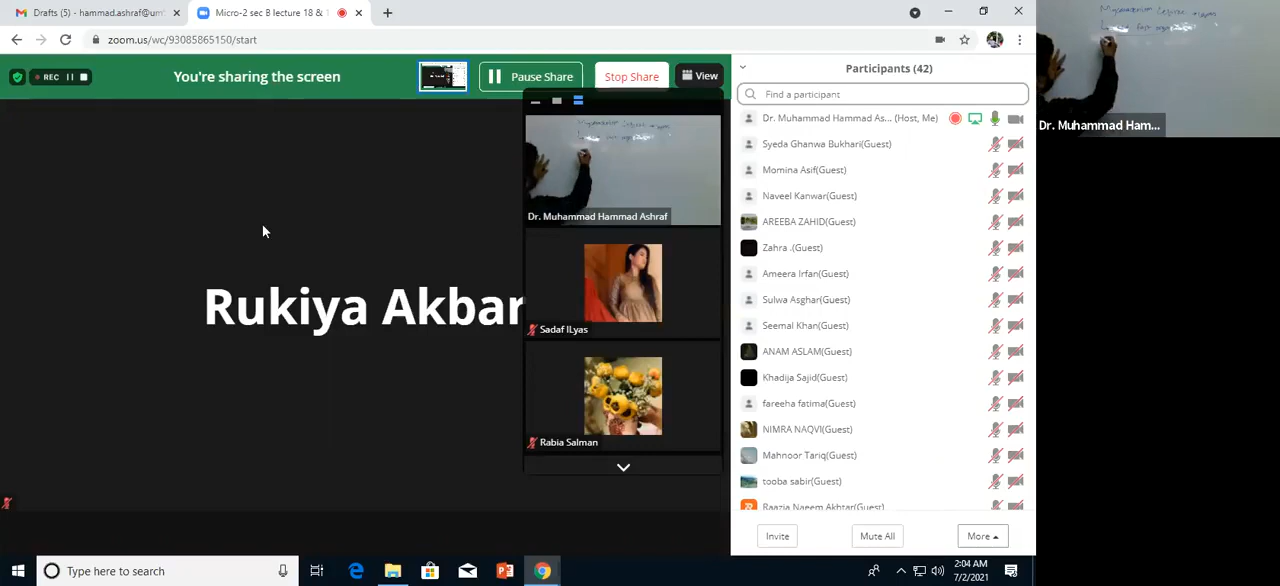 Drafts (5) - hammad.ashraf@um
Micro-2 sec B lecture 18 &
zoom.us/wc/93085865150/start
REC
You're sharing the screen
Pause Share
Stop Share
View
Rukiya Akbar
Dr. Muhammad Hammad Ashraf
Sadaf ILyas
Rabia Salman
Participants (42)
Find a participant
Dr. Muhammad Hammad As... (Host, Me)
Syeda Ghanwa Bukhari(Guest)
Momina Asif(Guest)
Naveel Kanwar(Guest)
AREEBA ZAHID(Guest)
Zahra .(Guest)
Ameera Irfan(Guest)
Sulwa Asghar(Guest)
Seemal Khan(Guest)
ANAM ASLAM(Guest)
Khadija Sajid(Guest)
fareeha fatima(Guest)
NIMRA NAQVI(Guest)
Mahnoor Tariq(Guest)
tooba sabir(Guest)
Raazia Naeem Akhtar(Guest)
Invite
Mute All
More
Dr. Muhammad Ham...
Type here to search
2:04 AM
7/2/2021